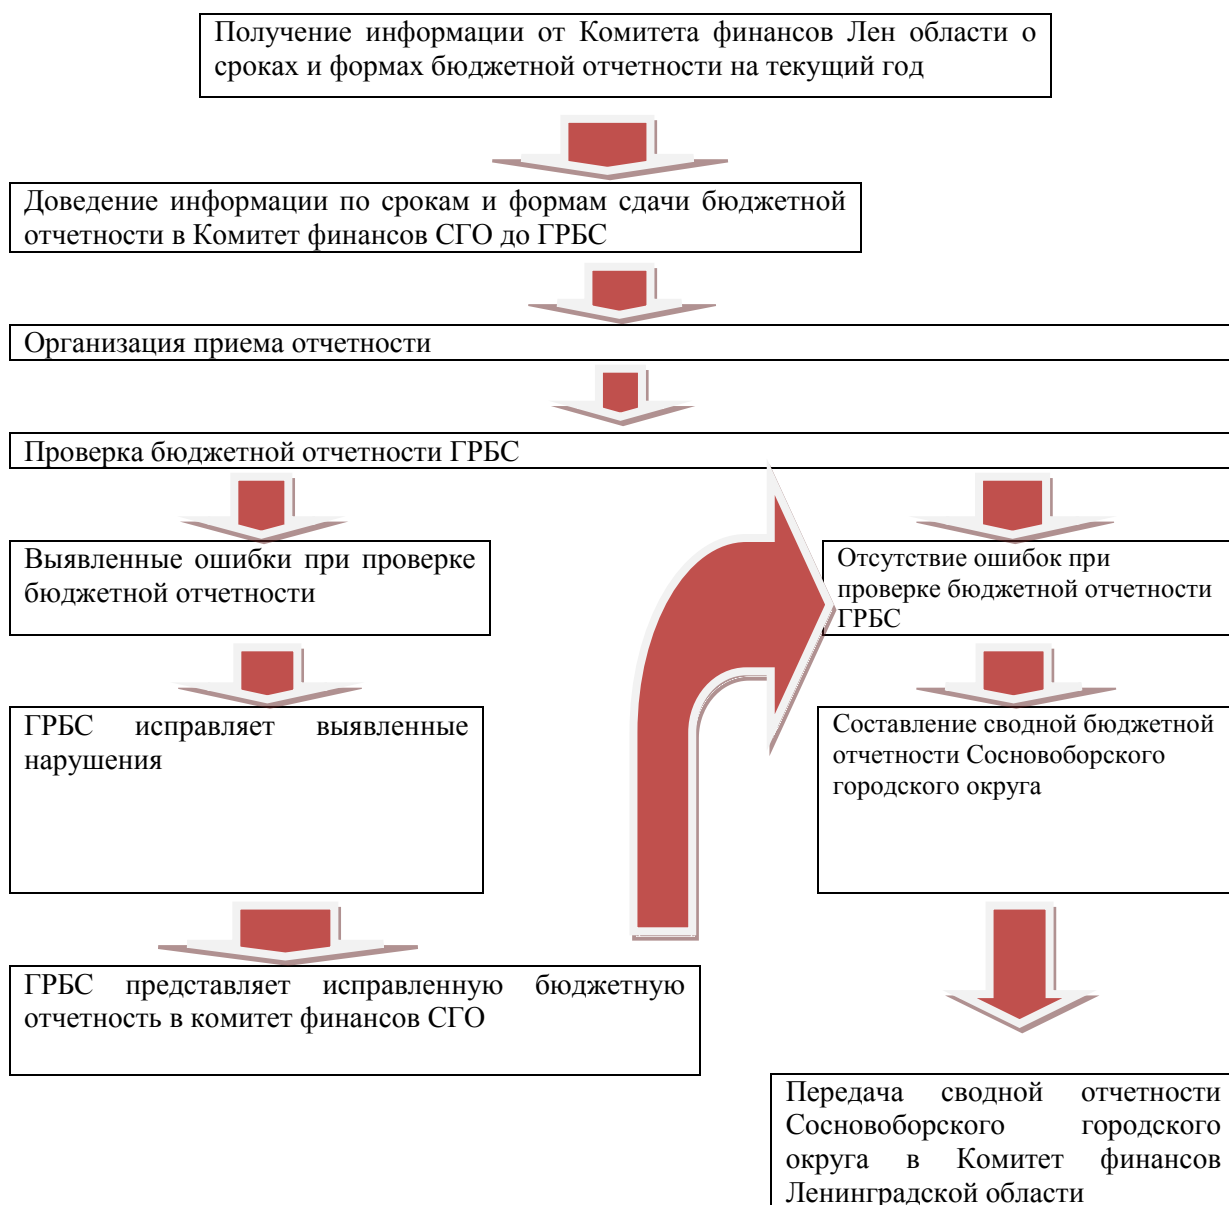 Получение информации от Комитета финансов Лен области о
сроках и формах бюджетной отчетности на текущий год
Доведение информации по срокам и формам сдачи бюджетной
отчетности в Комитет финансов СГО до ГРБС
Организация приема отчетности
Проверка бюджетной отчетности ГРБС
Выявленные ошибки при проверке
бюджетной отчетности
Отсутствие ошибок при
проверке бюджетной отчетности
ГРБС
ГРБС исправляет выявленные
нарушения
Составление сводной бюджетной
отчетности Сосновоборского
городского округа
ГРБС представляет исправленную бюджетную
отчетность в комитет финансов СГО
Передача сводной отчетности
Сосновоборского городского
округа в Комитет финансов
Ленинградской области